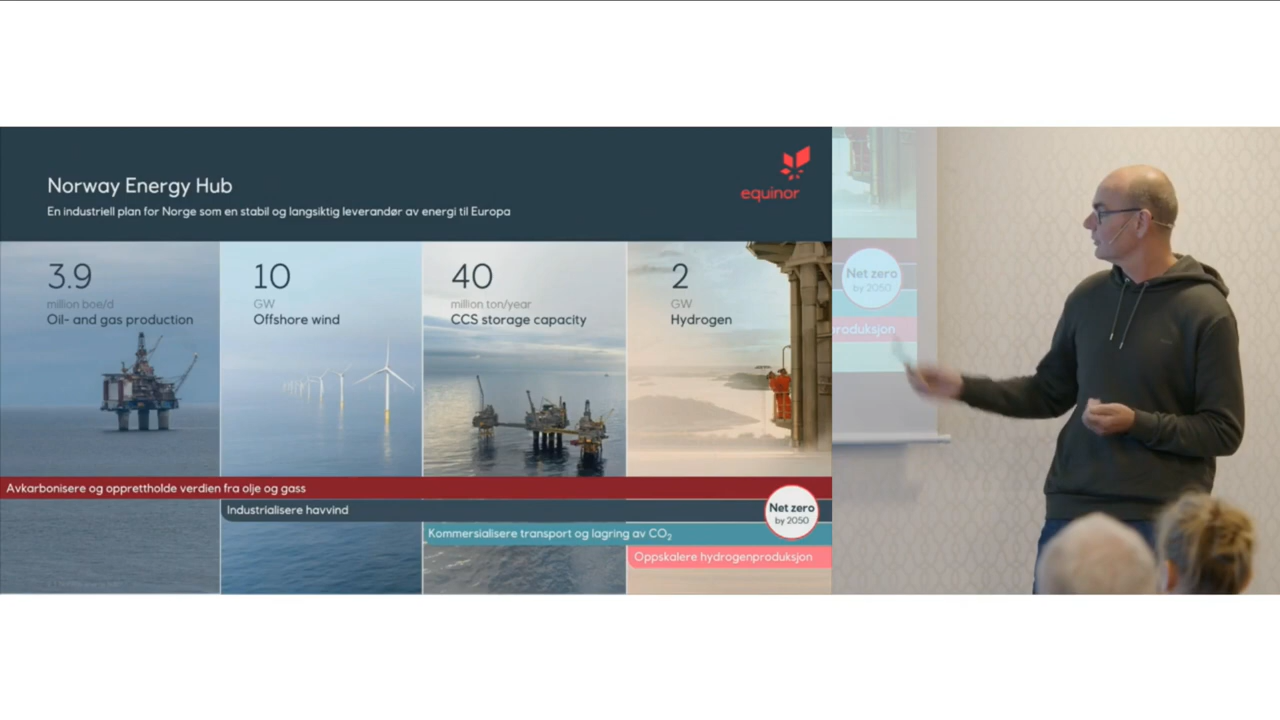 Norway Energy Hub
En industriell plan for Norge som en stabil og langsiktig leverandør av energi til Europa
equinor
3.9
million boe/d
Oil- and gas production
10
GW
Offshore wind
40
million ton/year
CCS storage capacity
2
GW
Hydrogen
Avkarbonisere og opprettholde verdien fra olje og gass
Industrialisere havvind
Kommersialisere transport og lagring av CO₂
Oppskalere hydrogenproduksjon
Net zero
by 2050
Net zero
by 2050
produksjon